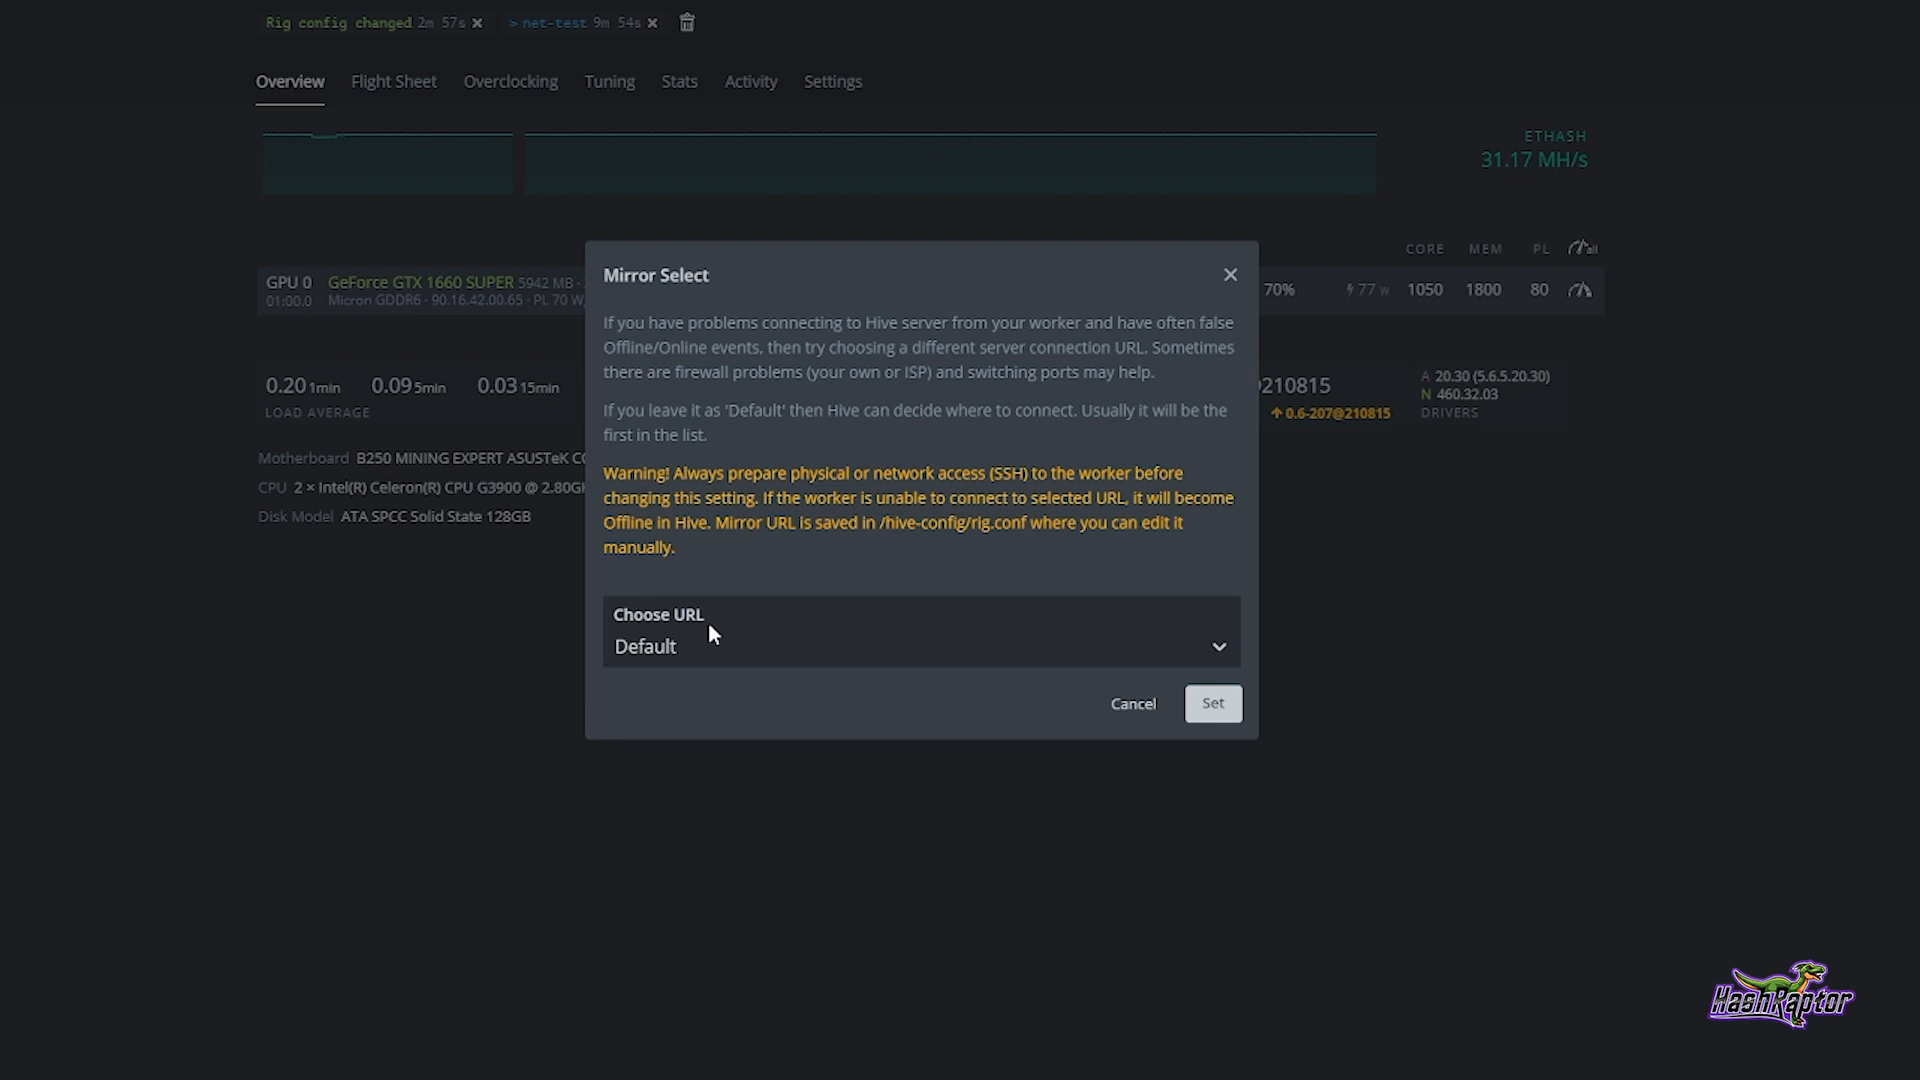 Rig config changed 2m 57s × > net-test 9m 54s ×
Overview Flight Sheet Overclocking Tuning Stats Activity Settings
ETHASH
31.17 MH/s
CORE MEM PL all
GPU 0 GeForce GTX 1660 SUPER 5942 MB ·
01:00.0 Micron GDDR6 · 90.16.42.00.65 · PL 70 W,
70% 77 W 1050 1800 80
Mirror Select
If you have problems connecting to Hive server from your worker and have often false
Offline/Online events, then try choosing a different server connection URL. Sometimes
there are firewall problems (your own or ISP) and switching ports may help.
If you leave it as 'Default' then Hive can decide where to connect. Usually it will be the
first in the list.
Warning! Always prepare physical or network access (SSH) to the worker before
changing this setting. If the worker is unable to connect to selected URL, it will become
Offline in Hive. Mirror URL is saved in /hive-config/rig.conf where you can edit it
manually.
Choose URL
Default
Cancel Set
0.20 1min 0.09 5min 0.03 15min
LOAD AVERAGE
210815
0.6-207@210815
A 20.30 (5.6.5.20.30)
N 460.32.03
DRIVERS
Motherboard B250 MINING EXPERT ASUSTeK
CPU 2 × Intel(R) Celeron(R) CPU G3900 @ 2.80G
Disk Model ATA SPCC Solid State 128GB
HashRaptor